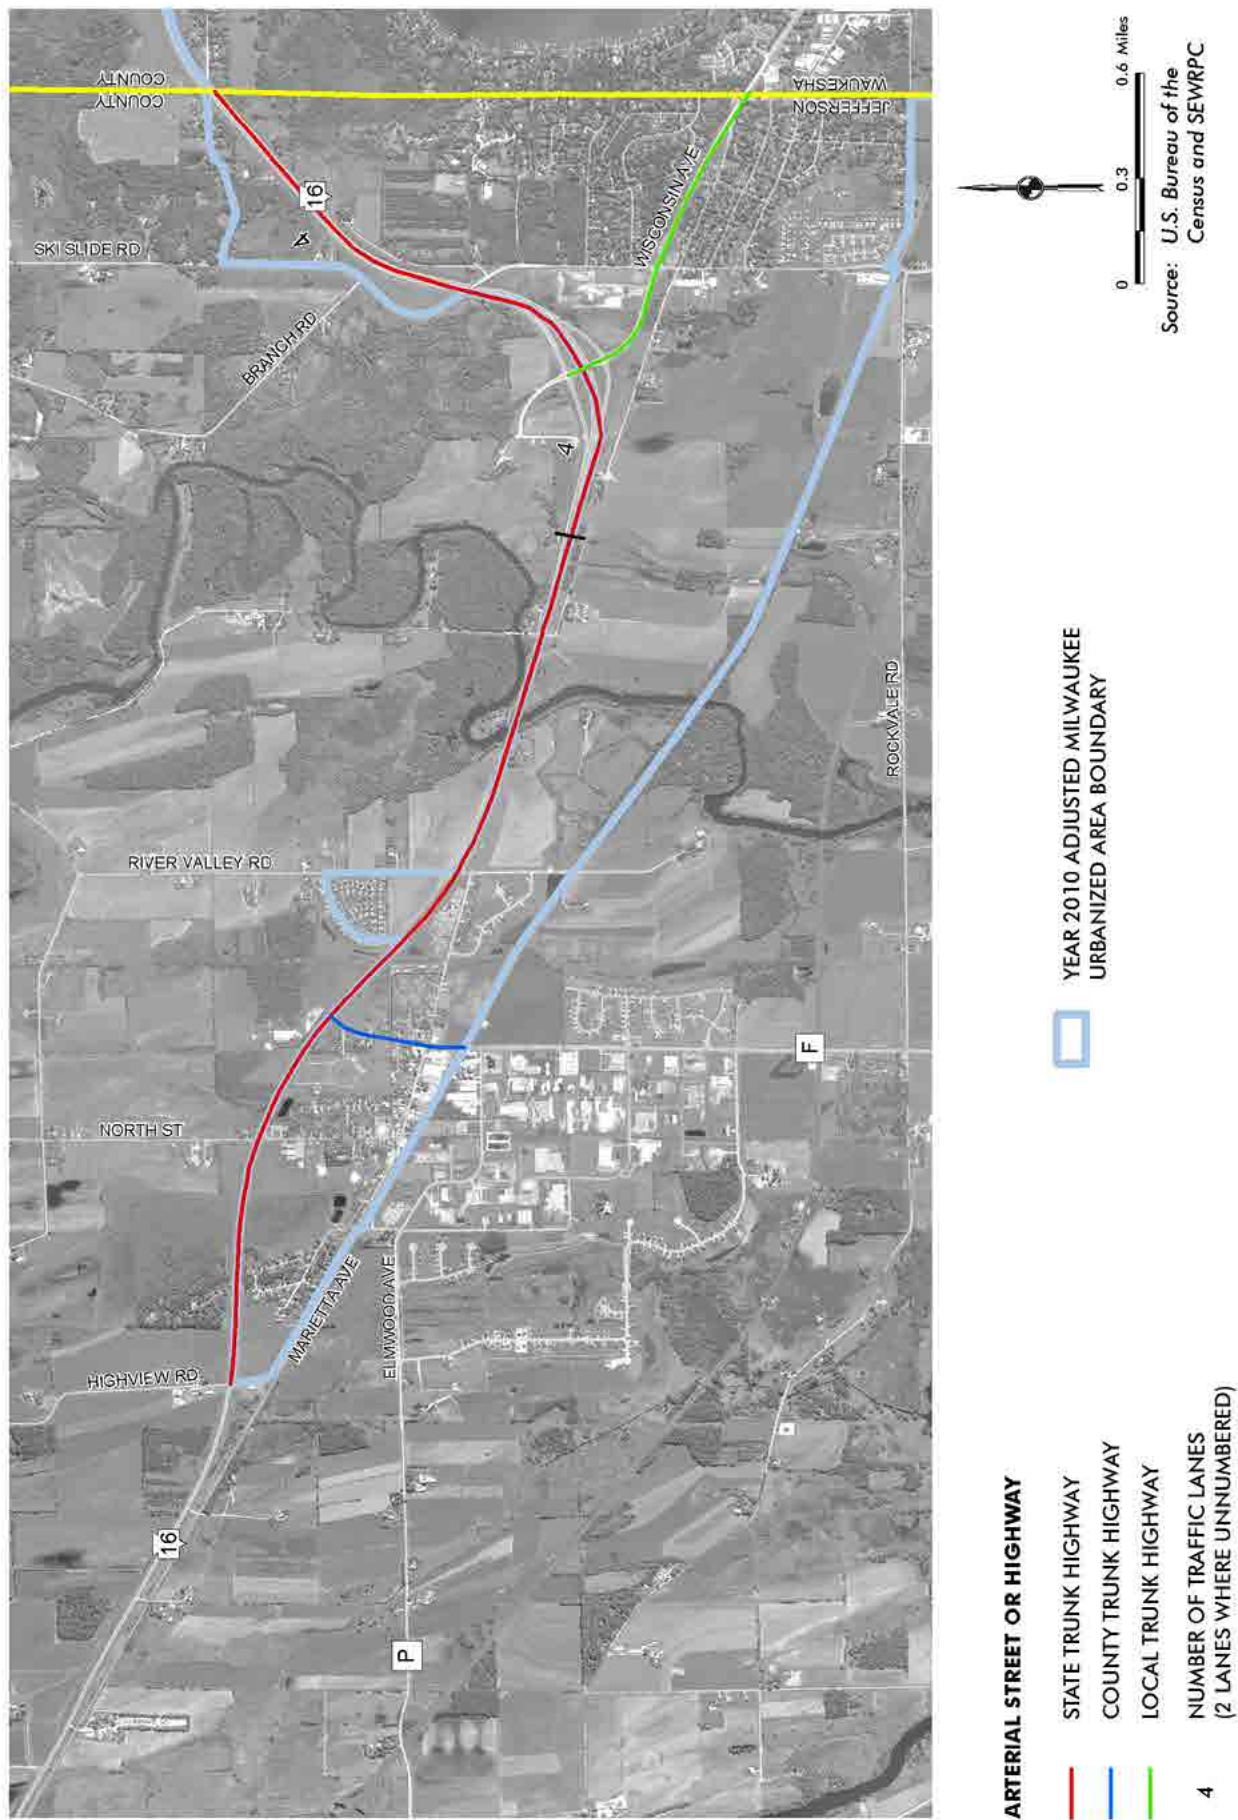 16
P
HIGHVIEW RD
MARIETTA AVE
ELMWOOD AVE
NORTH ST
F
RIVER VALLEY RD
ROCKVALE RD
4
BRANCH RD
SKI SLIDE RD
4
16
WISCONSIN AVE
COUNTY
COUNTY
JEFFERSON
WAUKESHA
ARTERIAL STREET OR HIGHWAY
STATE TRUNK HIGHWAY
COUNTY TRUNK HIGHWAY
LOCAL TRUNK HIGHWAY
4
NUMBER OF TRAFFIC LANES
(2 LANES WHERE UNNUMBERED)
YEAR 2010 ADJUSTED MILWAUKEE
URBANIZED AREA BOUNDARY
0 0.3 0.6 Miles
Source: U.S. Bureau of the
Census and SEWRPC